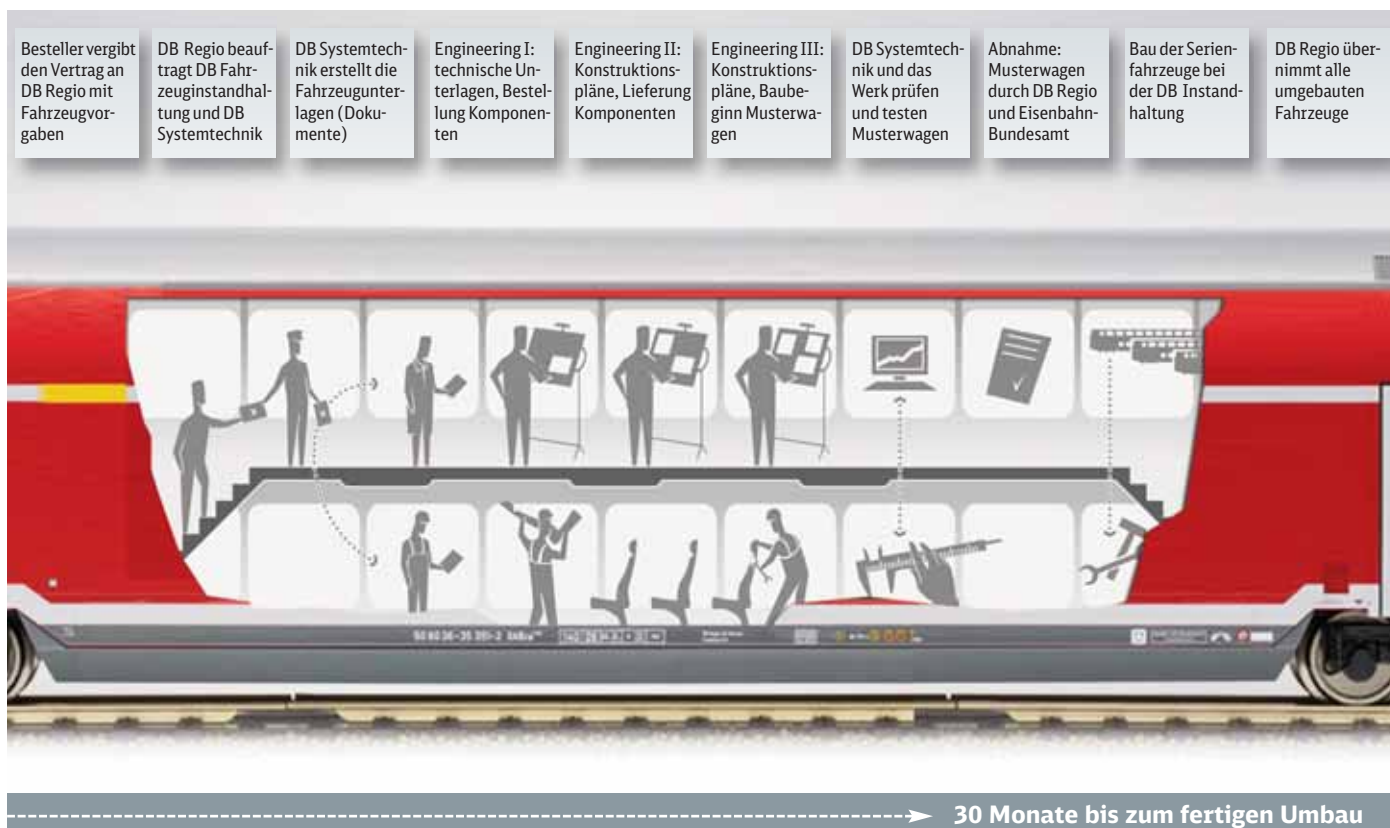 Besteller vergibt
den Vertrag an
DB Regio mit
Fahrzeugvor-
gaben
DB Regio beauf-
tragt DB Fahr-
zeuginstandhal-
tung und DB
Systemtechnik
DB Systemtech-
nik erstellt die
Fahrzeugunter-
lagen (Doku-
mente)
Engineering I:
technische Un-
terlagen, Bestel-
lung Komponen-
ten
Engineering II:
Konstruktions-
pläne, Lieferung
Komponenten
Engineering III:
Konstruktions-
pläne, Baube-
ginn Musterwa-
gen
DB Systemtech-
nik und das
Werk prüfen
und testen
Musterwagen
Abnahme:
Musterwagen
durch DB Regio
und Eisenbahn-
Bundesamt
Bau der Serien-
fahrzeuge bei
der DB Instand-
haltung
DB Regio über-
nimmt alle
umgebauten
Fahrzeuge
30 Monate bis zum fertigen Umbau